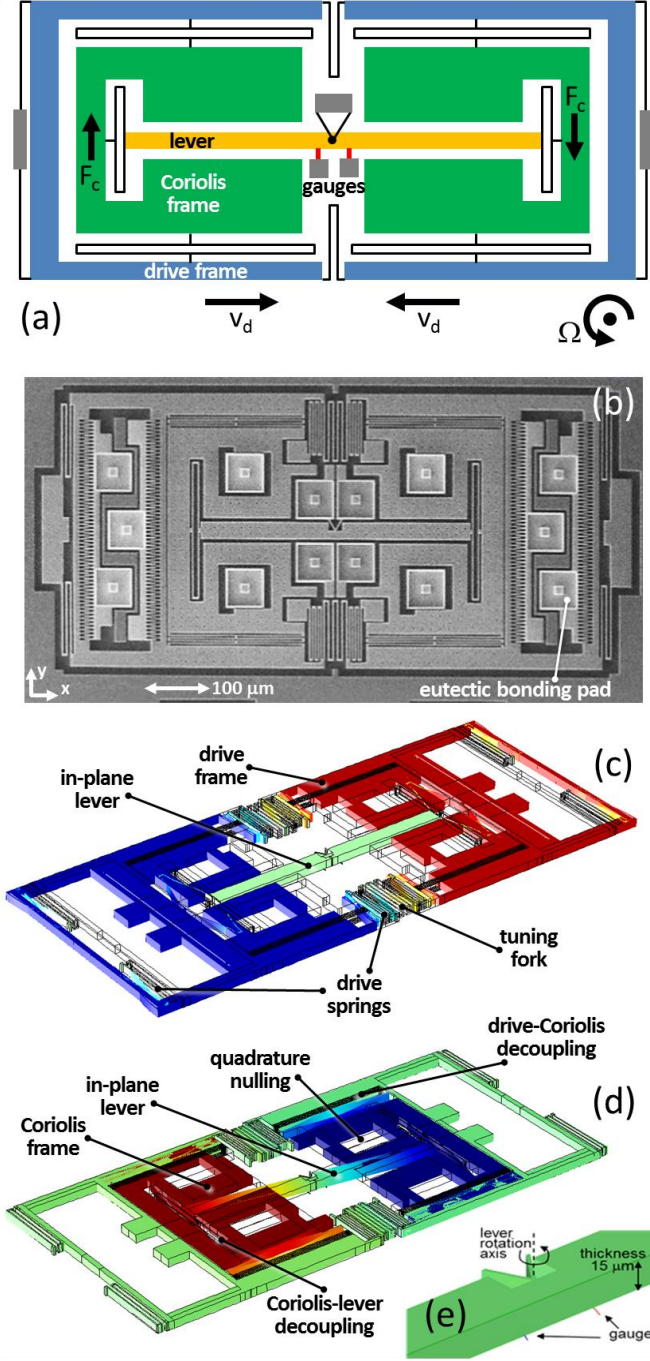 F_c
lever
F_c
gauges
Coriolis
frame
drive frame
(a)
v_d
v_d
Ω
(b)
y
x
100 μm
eutectic bonding pad
(c)
drive
frame
in-plane
lever
tuning
fork
drive
springs
drive-Coriolis
decoupling
quadrature
nulling
(d)
in-plane
lever
Coriolis
frame
Coriolis-lever
decoupling
lever
rotation
axis
thickness
15 μm
gauge
(e)